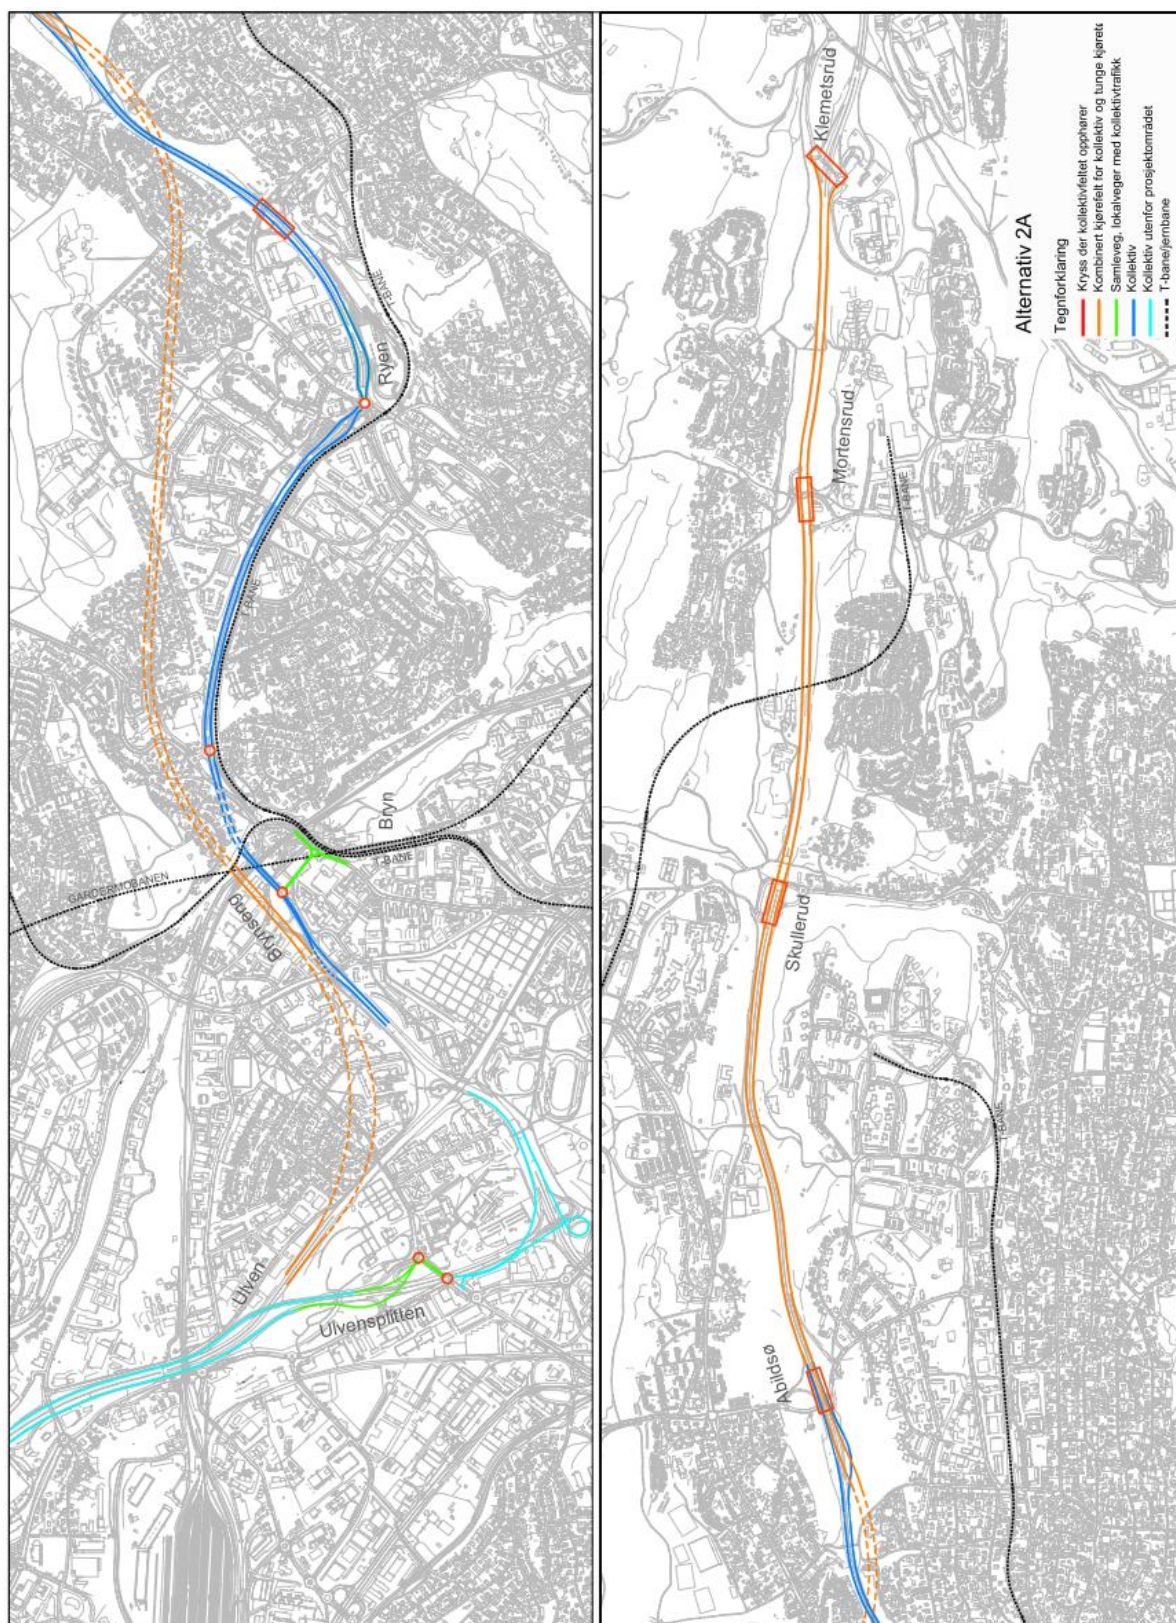 GARDERMOBANEN
Brynseng
Bryn
T-BANE
T-BANE
T-BANE
Ryen
Ulven
Ulvensplitten
Klemetsrud
Mortensrud
T-BANE
Skullerud
Abildsø
T-BANE
Alternativ 2A
Tegnforklaring
Kryss der kollektivfeltet opphører
Kombinert kjørefelt for kollektiv og tunge kjørete
Samleveg, lokalveger med kollektivtrafikk
Kollektiv
Kollektiv utenfor prosjektområdet
T-bane/jernbane